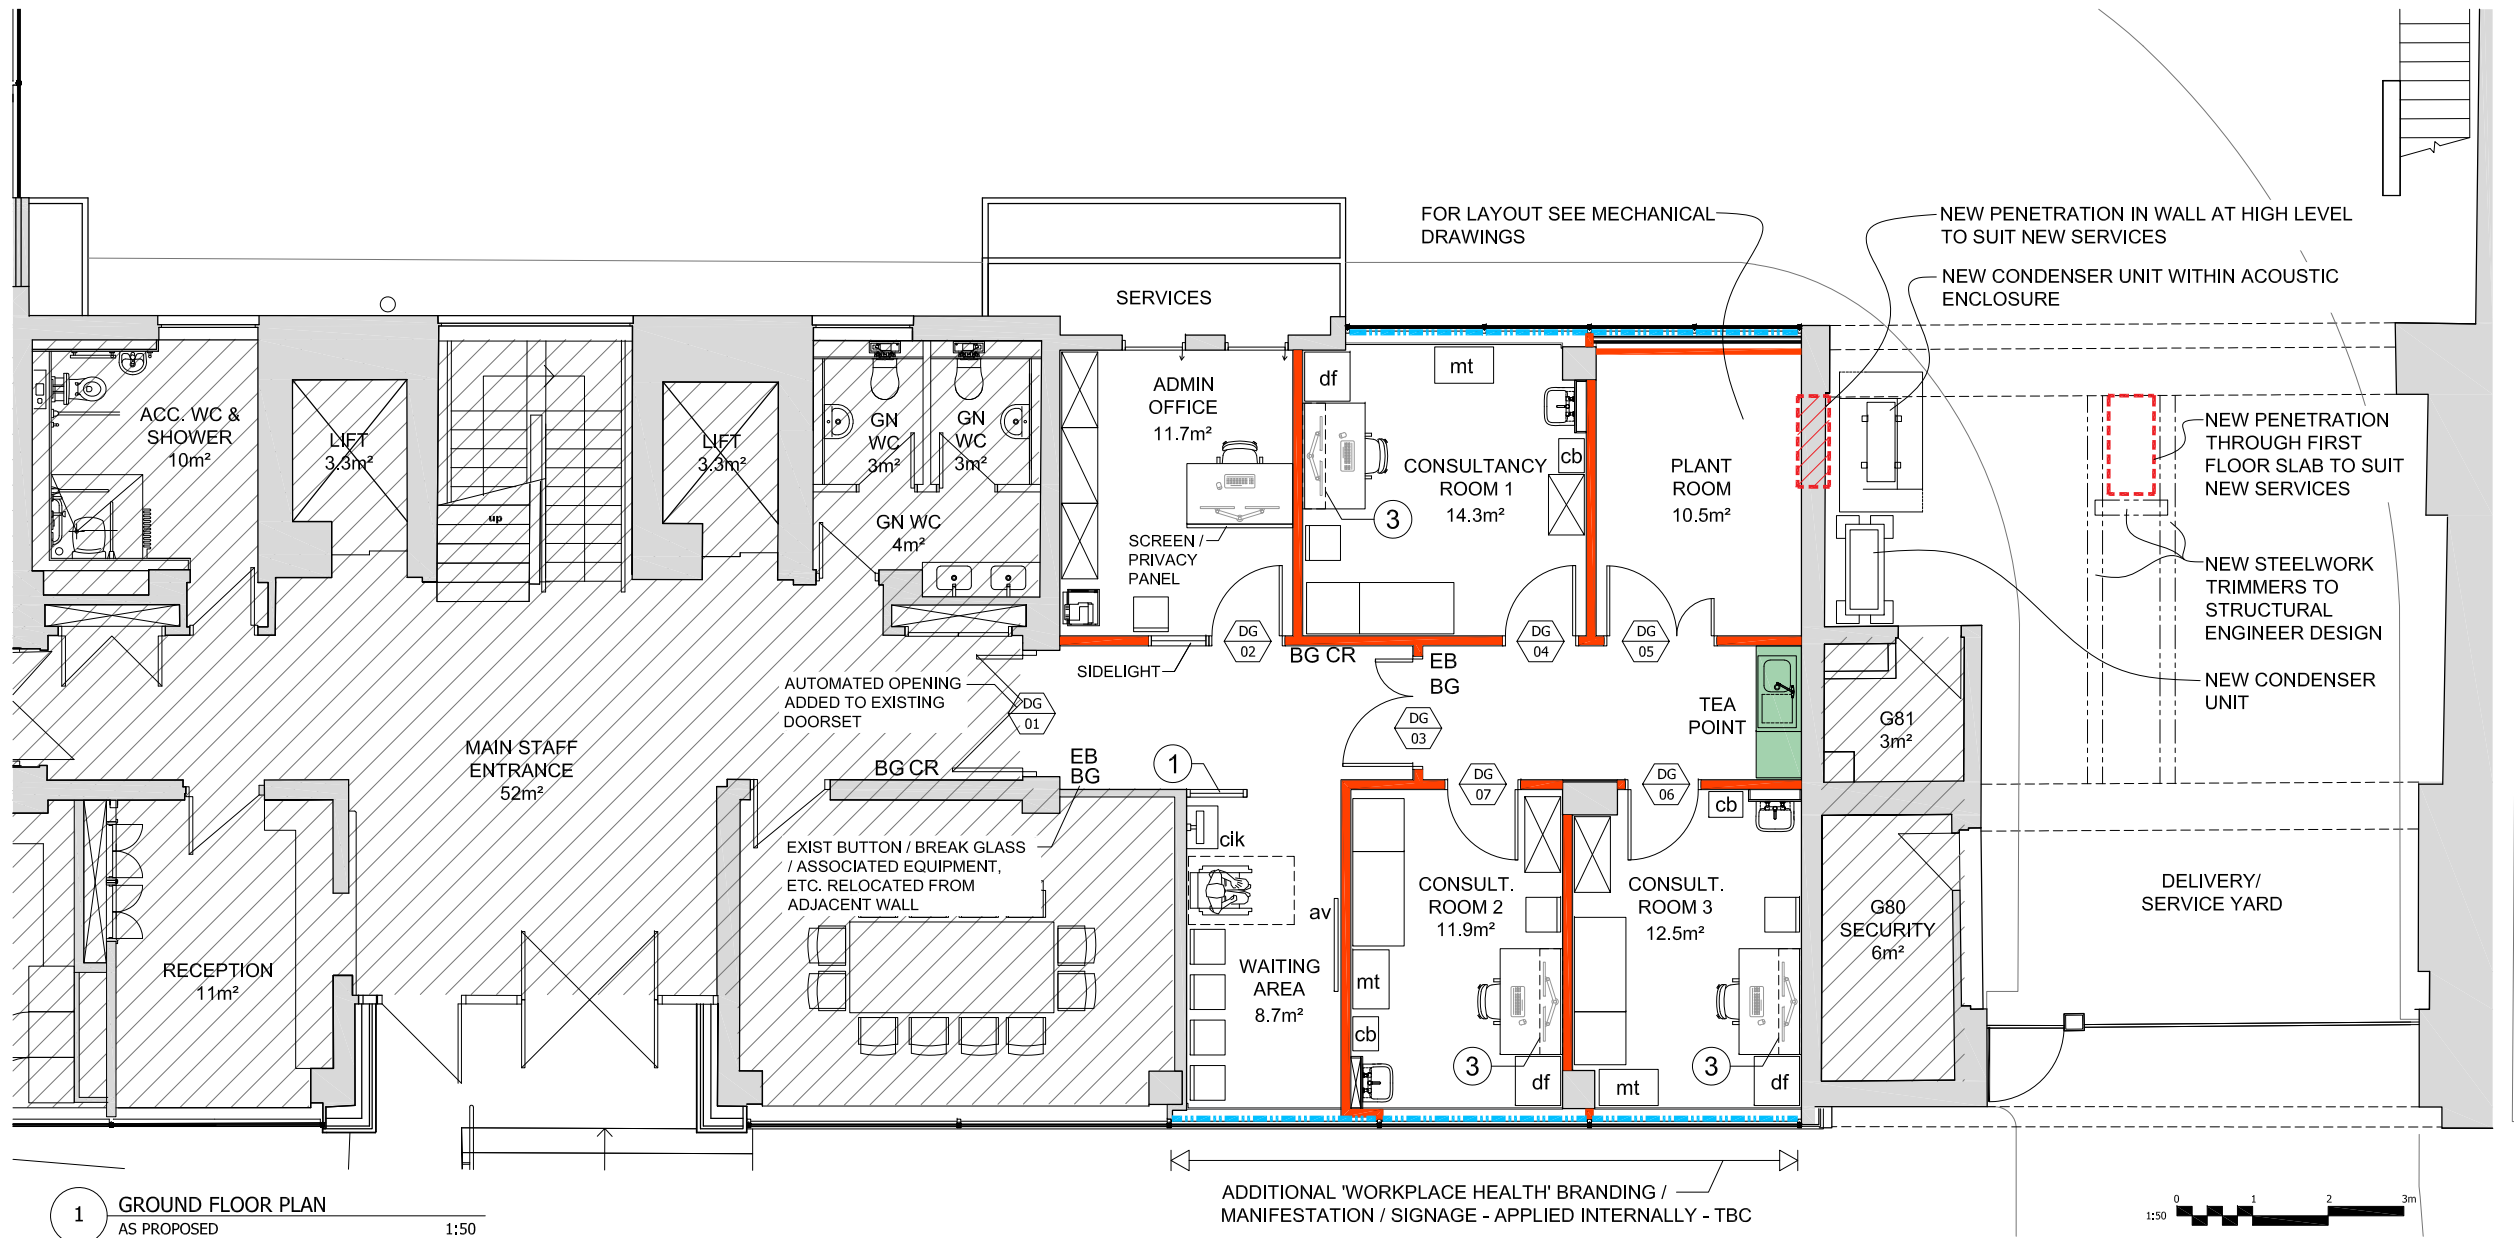 FOR LAYOUT SEE MECHANICAL
DRAWINGS
NEW PENETRATION IN WALL AT HIGH LEVEL
TO SUIT NEW SERVICES
NEW CONDENSER UNIT WITHIN ACOUSTIC
ENCLOSURE
SERVICES
ACC. WC &
SHOWER
10m²
LIFT
3.3m²
up
LIFT
3.3m²
GN
WC
3m²
GN
WC
3m²
GN WC
4m²
ADMIN
OFFICE
11.7m²
SCREEN /
PRIVACY
PANEL
df
mt
cb
CONSULTANCY
ROOM 1
14.3m²
3
PLANT
ROOM
10.5m²
NEW PENETRATION
THROUGH FIRST
FLOOR SLAB TO SUIT
NEW SERVICES
NEW STEELWORK
TRIMMERS TO
STRUCTURAL
ENGINEER DESIGN
NEW CONDENSER
UNIT
SIDELIGHT
DG
02
BG CR
EB
BG
DG
04
DG
05
AUTOMATED OPENING
ADDED TO EXISTING
DOORSET
DG
01
DG
03
TEA
POINT
G81
3m²
MAIN STAFF
ENTRANCE
52m²
BG CR
EB
BG
1
DG
07
DG
06
cb
EXIST BUTTON / BREAK GLASS
/ ASSOCIATED EQUIPMENT,
ETC. RELOCATED FROM
ADJACENT WALL
cik
av
CONSULT.
ROOM 2
11.9m²
CONSULT.
ROOM 3
12.5m²
G80
SECURITY
6m²
DELIVERY/
SERVICE YARD
RECEPTION
11m²
WAITING
AREA
8.7m²
mt
cb
3
df
mt
3
df
ADDITIONAL 'WORKPLACE HEALTH' BRANDING /
MANIFESTATION / SIGNAGE - APPLIED INTERNALLY - TBC
1
GROUND FLOOR PLAN
AS PROPOSED
1:50
1:50
0 1 2 3m